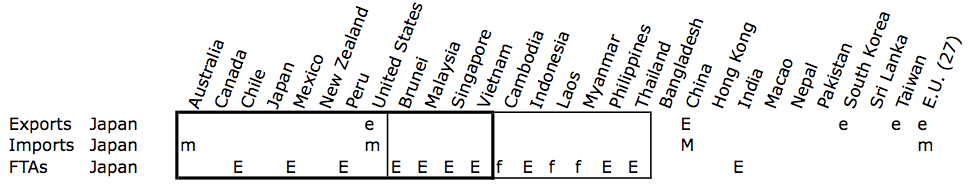 Australia Canada Chile Japan Mexico New Zealand Peru United States Brunei Malaysia Singapore Vietnam Cambodia Indonesia Laos Myanmar Philippines Thailand Bangladesh China Hong Kong India Macao Nepal Pakistan South Korea Sri Lanka Taiwan E.U. (27)
Exports Japan e E e e e
Imports Japan m m M m
FTAs Japan E E E E E E E f E f f E E E